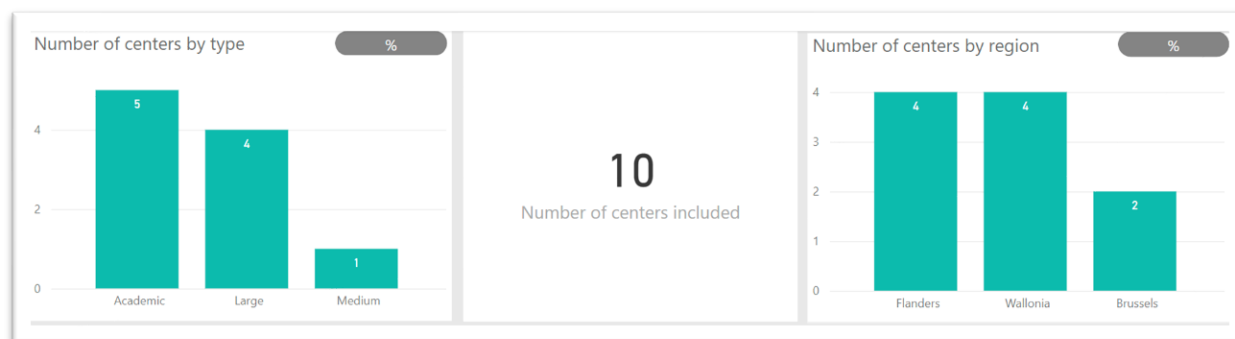 Number of centers by type
%
5
4
1
4
2
0
Academic
Large
Medium
10
Number of centers included
Number of centers by region
%
4
4
2
4
3
2
1
0
Flanders
Wallonia
Brussels